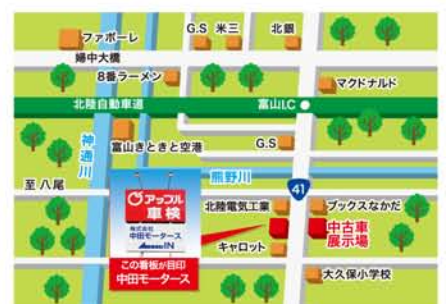 ファボーレ
G.S
米三
北銀
婦中大橋
8番ラーメン
マクドナルド
北陸自動車道
富山I.C
神通川
富山きときと空港
G.S
至 八尾
熊野川
アップル
車検
株式会社
中田モータース
IN
この看板が目印
中田モータース
41
北陸電気工業
ブックスなかだ
中古車
展示場
キャロット
大久保小学校